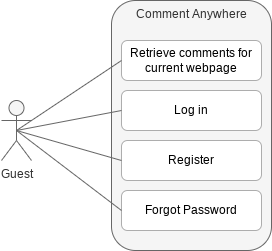 Comment Anywhere
Retrieve comments for
current webpage
Log in
Register
Forgot Password
Guest